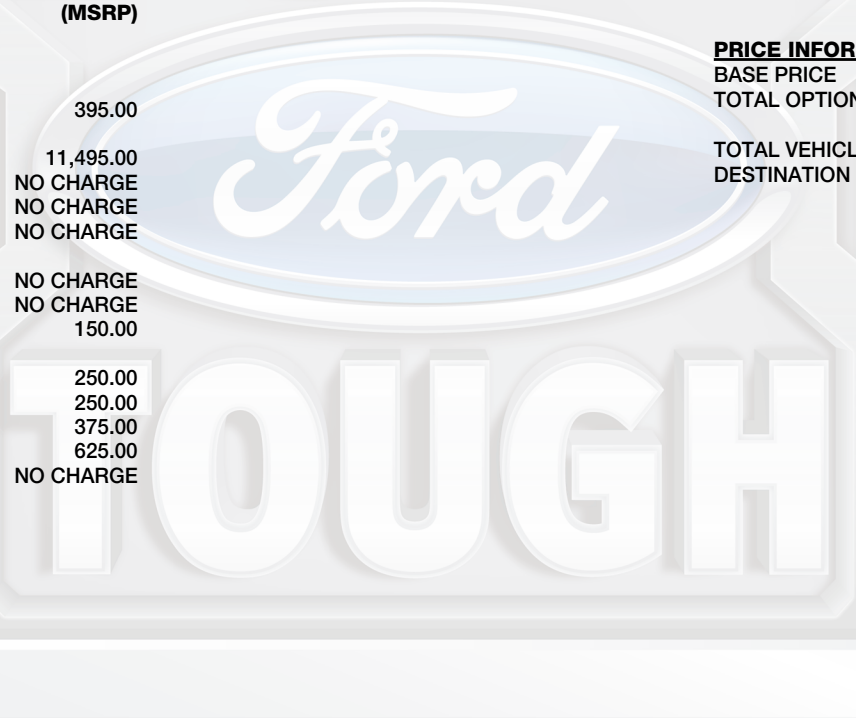 (MSRP)
395.00
11,495.00
NO CHARGE
NO CHARGE
NO CHARGE
NO CHARGE
NO CHARGE
150.00
250.00
250.00
375.00
625.00
NO CHARGE
PRICE INFOR
BASE PRICE
TOTAL OPTION
TOTAL VEHICL
DESTINATION
Ford
TOUGH